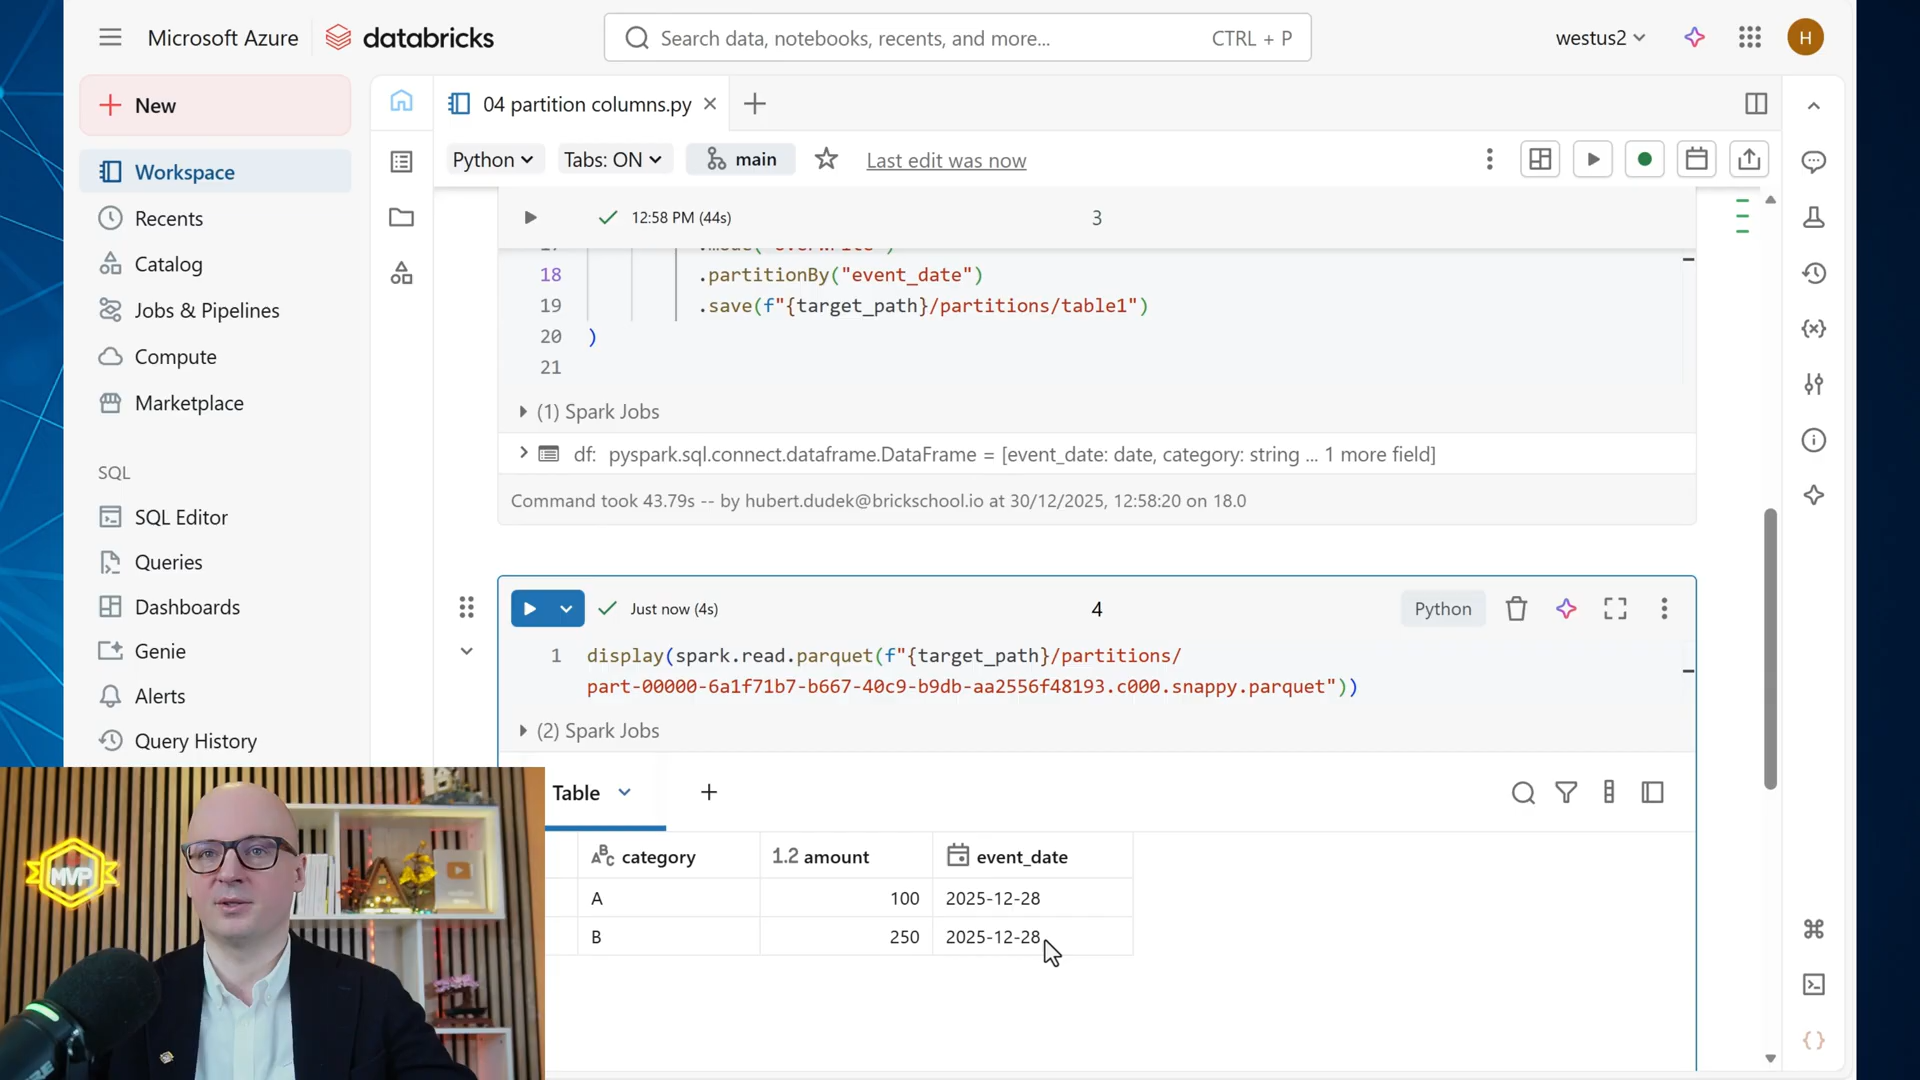 Microsoft Azure
databricks
Search data, notebooks, recents, and more...
CTRL + P
westus2
H
New
Workspace
Recents
Catalog
Jobs & Pipelines
Compute
Marketplace
SQL
SQL Editor
Queries
Dashboards
Genie
Alerts
Query History
04 partition columns.py
Python
Tabs: ON
main
Last edit was now
12:58 PM (44s)
3
18 .partitionBy("event_date")
19 .save(f"{target_path}/partitions/table1")
20 )
21
(1) Spark Jobs
df: pyspark.sql.connect.dataframe.DataFrame = [event_date: date, category: string ... 1 more field]
Command took 43.79s -- by hubert.dudek@brickschool.io at 30/12/2025, 12:58:20 on 18.0
Just now (4s)
4
Python
1 display(spark.read.parquet(f"{target_path}/partitions/
part-00000-6a1f71b7-b667-40c9-b9db-aa2556f48193.c000.snappy.parquet"))
(2) Spark Jobs
Table
category 1.2 amount event_date
A 100 2025-12-28
B 250 2025-12-28
MVP